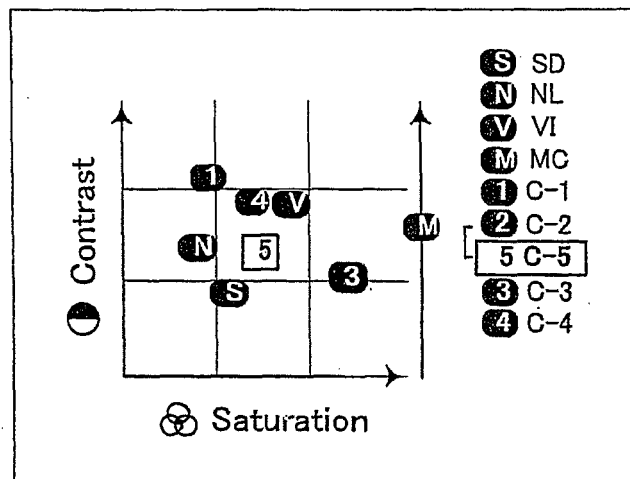 S SD
N NL
V VI
M MC
1 C-1
2 C-2
5 C-5
3 C-3
4 C-4
Contrast
1
4 V
N 5 M
3
S
Saturation